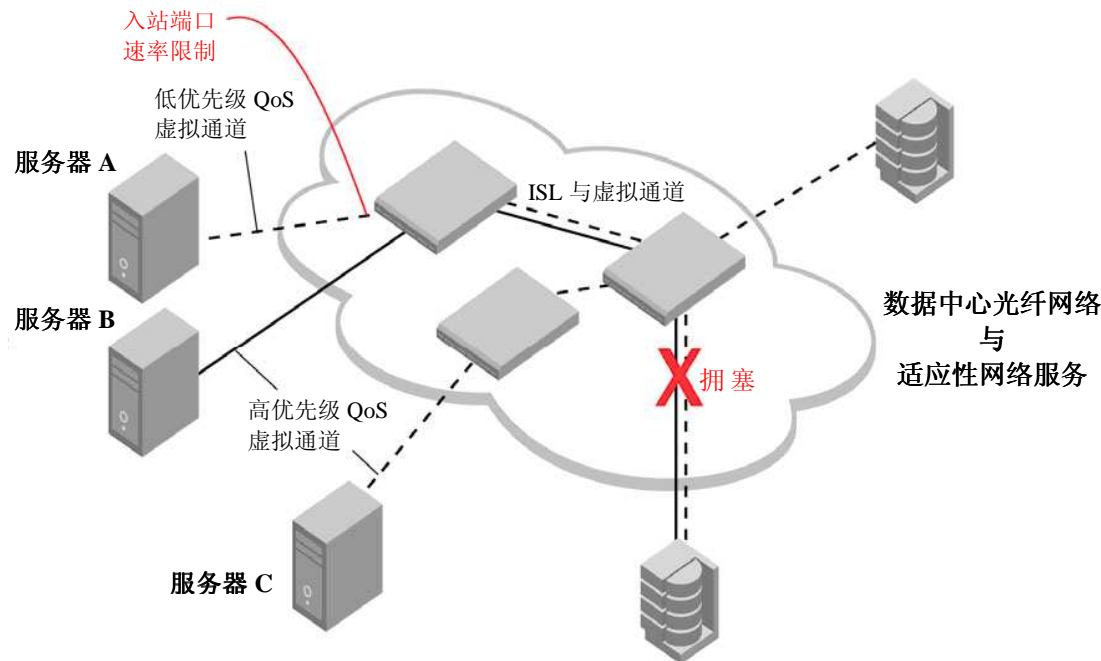 入站端口
速率限制
低优先级 QoS
虚拟通道
服务器 A
ISL 与虚拟通道
服务器 B
数据中心光纤网络
与
适应性网络服务
拥塞
高优先级 QoS
虚拟通道
服务器 C